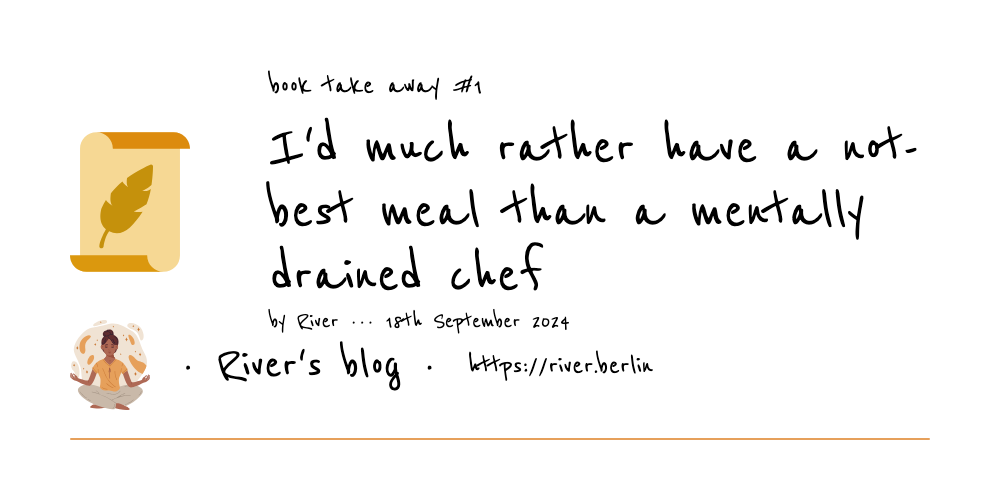 book take away #1
I'd much rather have a not-
best meal than a mentally
drained chef
by River ... 18th September 2024
· River's blog · https://river.berlin